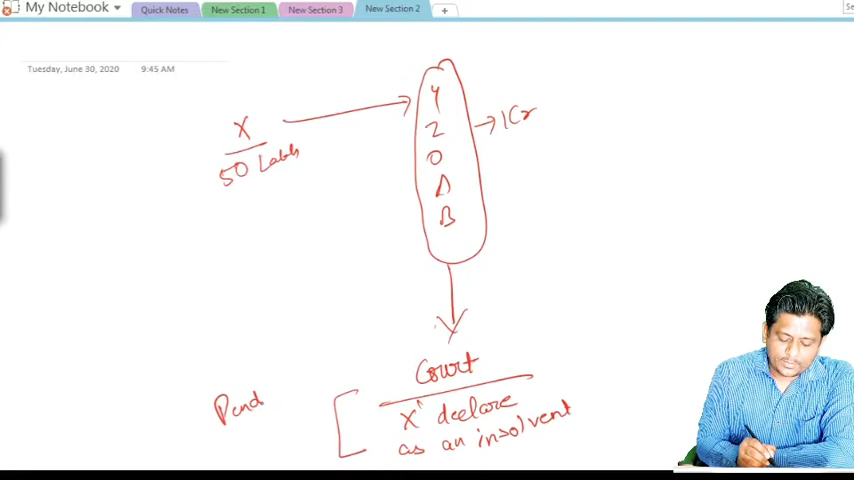 My Notebook
Quick Notes
New Section 1
New Section 3
New Section 2
Tuesday, June 30, 2020 9:45 AM
X
50 Lakhs
Y
Z
O
A
B
1Cr
Court
X declare
as an insolvent
Pend